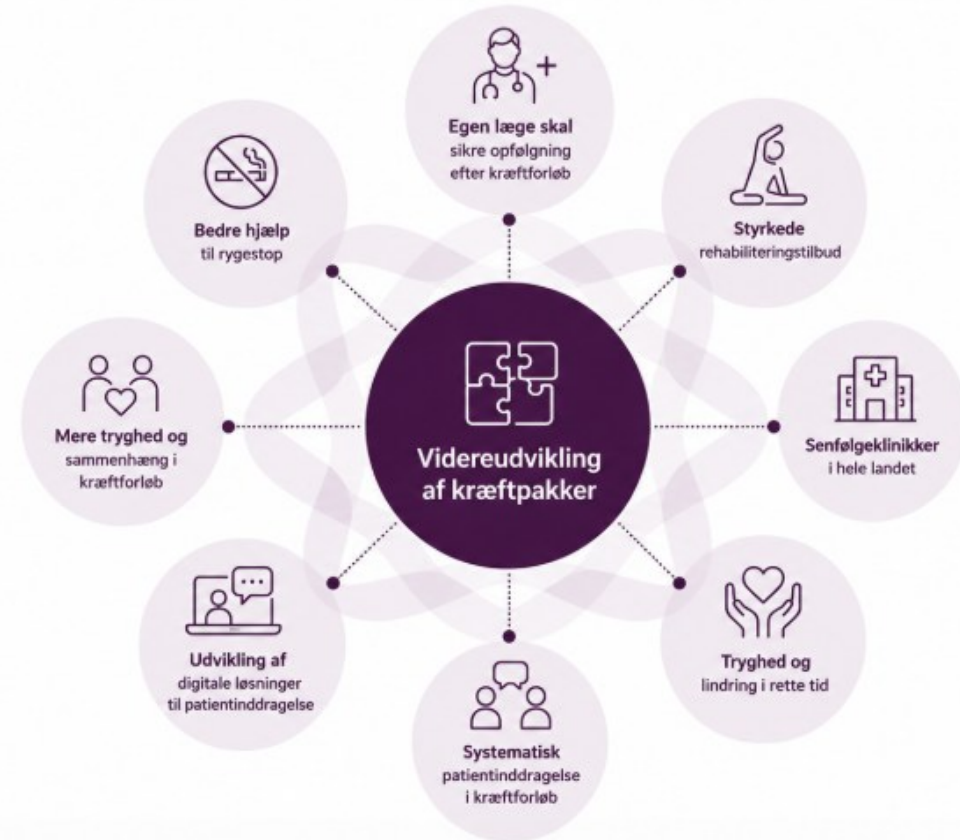 Egen læge skal
sikre opfølgning
efter kræftforløb
Styrkede
rehabiliteringstilbud
Senfølgeklinikker
i hele landet
Tryghed og
lindring i rette tid
Systematisk
patientinddragelse
i kræftforløb
Udvikling af
digitale løsninger
til patientinddragelse
Mere tryghed og
sammenhæng i
kræftforløb
Bedre hjælp
til rygestop
Videreudvikling
af kræftpakker